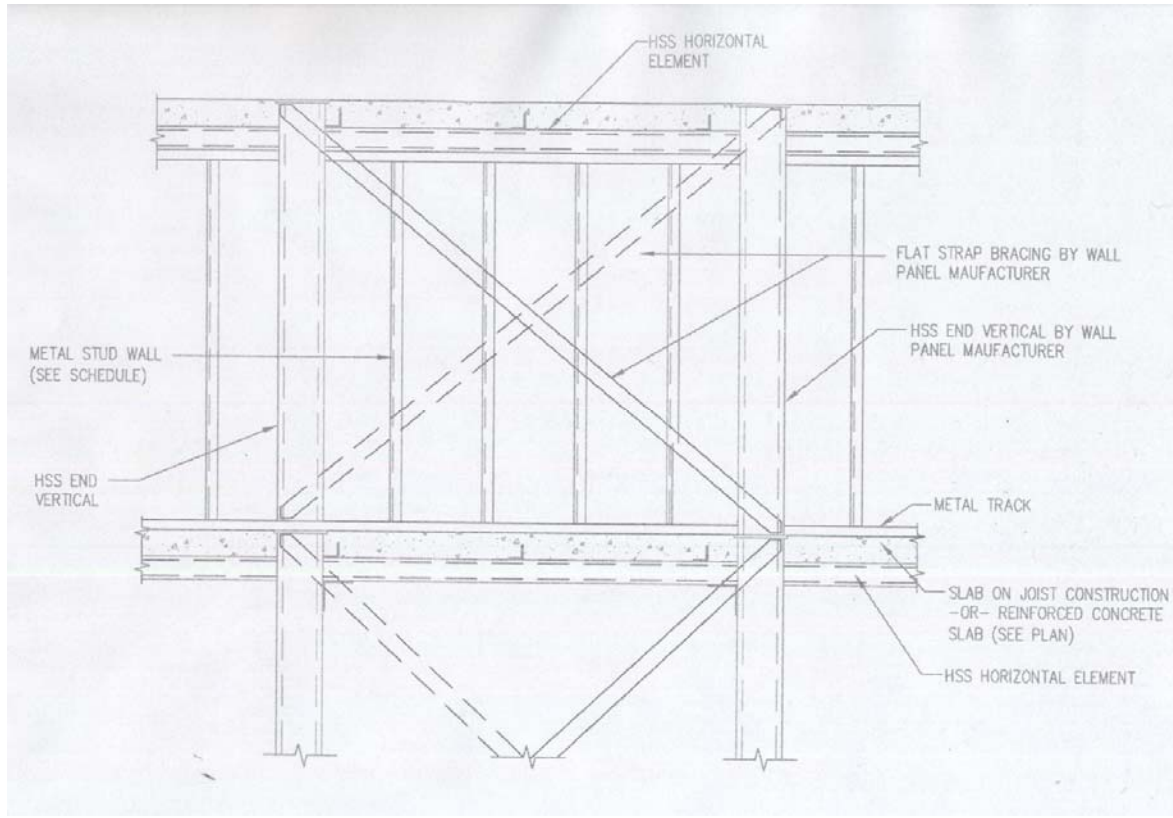 HSS HORIZONTAL
ELEMENT
FLAT STRAP BRACING BY WALL
PANEL MAUFACTURER
HSS END VERTICAL BY WALL
PANEL MAUFACTURER
METAL STUD WALL
(SEE SCHEDULE)
HSS END
VERTICAL
METAL TRACK
SLAB ON JOIST CONSTRUCTION
-OR- REINFORCED CONCRETE
SLAB (SEE PLAN)
HSS HORIZONTAL ELEMENT